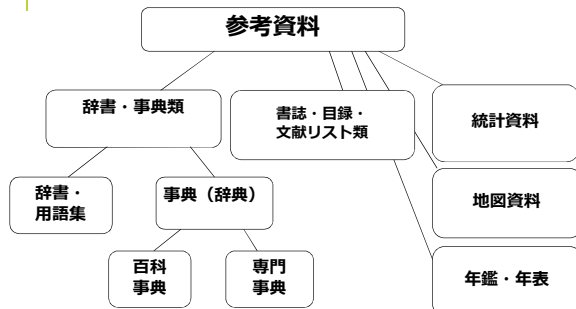 参考資料
辞書・事典類
書誌・目録・
文献リスト類
統計資料
辞書・
用語集
事典（辞典）
地図資料
百科
事典
専門
事典
年鑑・年表